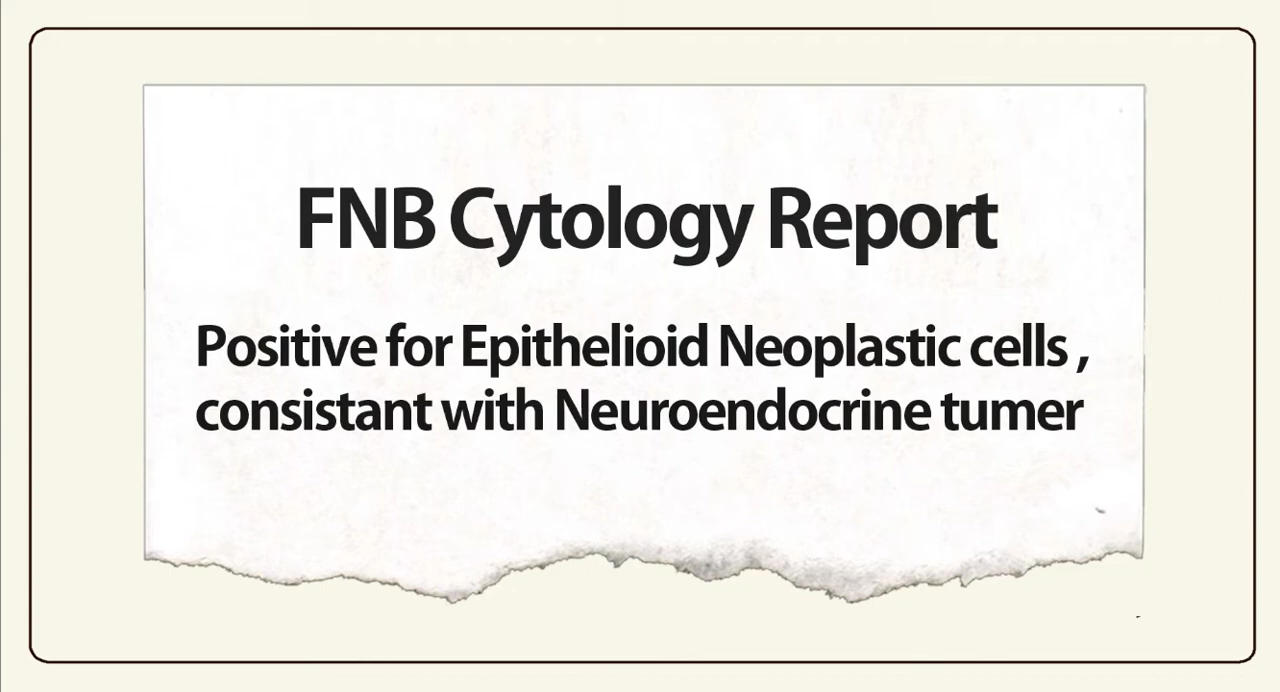 FNB Cytology Report
Positive for Epithelioid Neoplastic cells ,
consistant with Neuroendocrine tumer